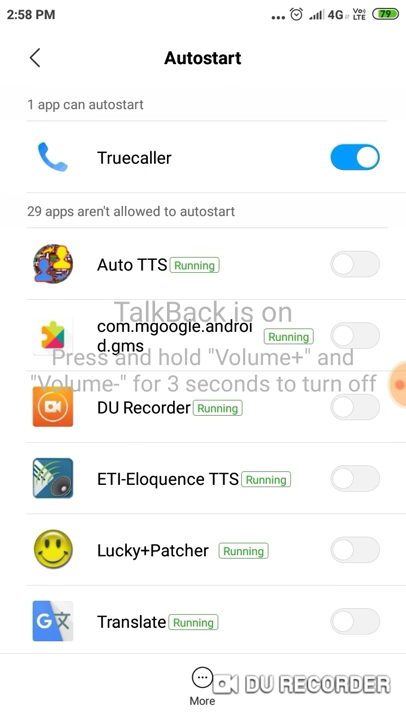 2:58 PM
4G
Vo))
LTE
79
Autostart
1 app can autostart
Truecaller
29 apps aren't allowed to autostart
Auto TTS Running
TalkBack is on
com.mgoogle.androi
d.gms Running
Press and hold "Volume+" and
"Volume-" for 3 seconds to turn off
DU Recorder Running
ETI-Eloquence TTS Running
Lucky+Patcher Running
Translate Running
More
DU RECORDER